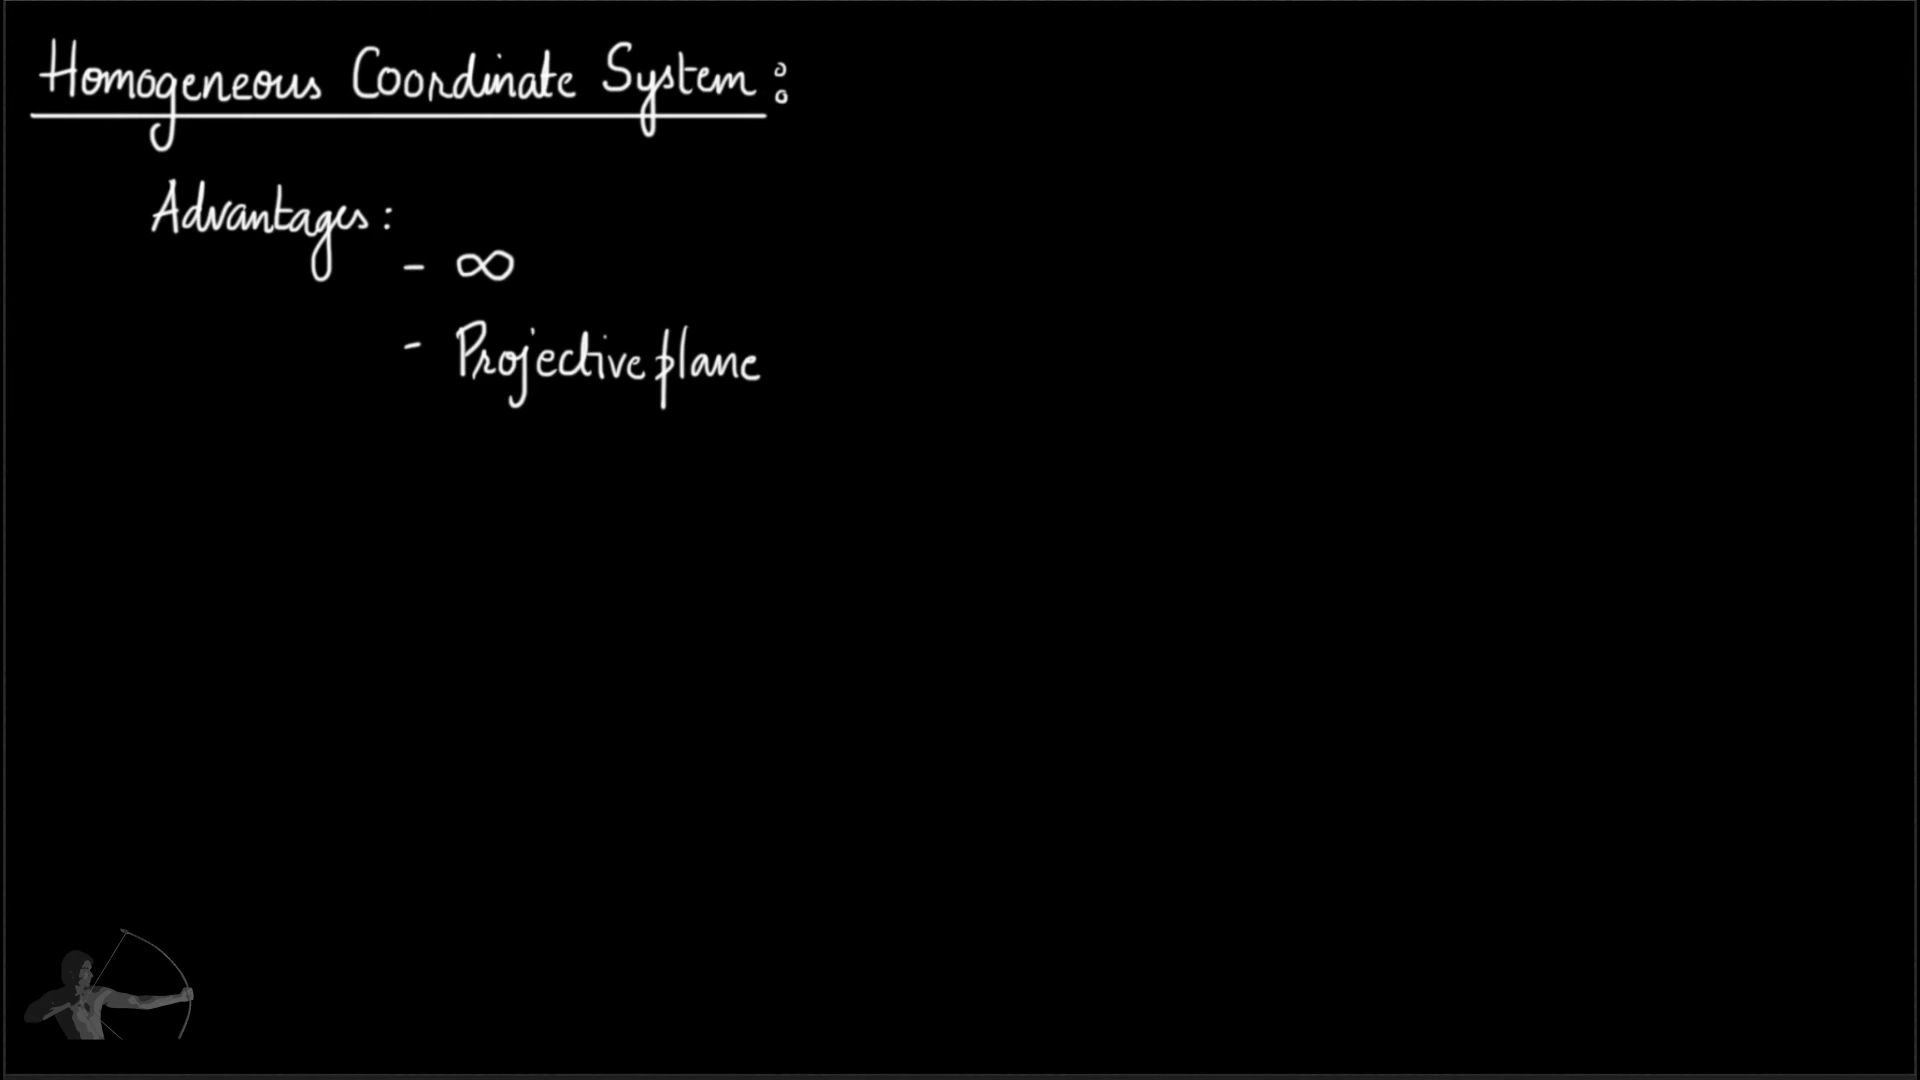 Homogeneous Coordinate System:
Advantages:
- ∞
- Projective plane